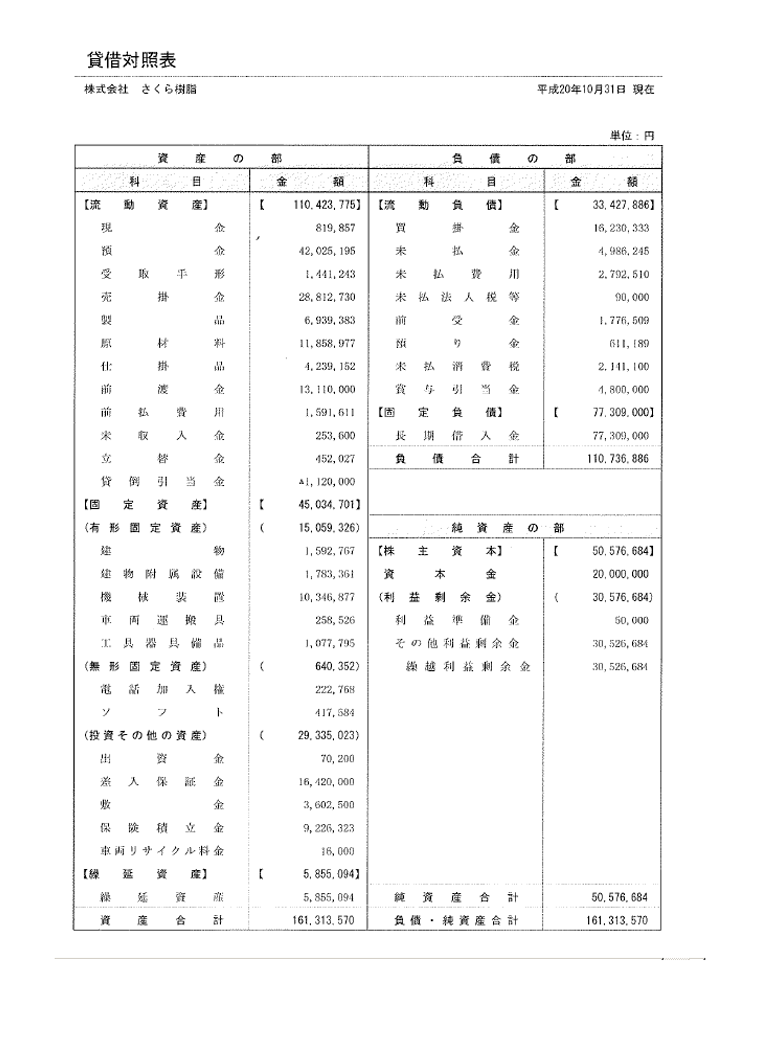 貸借対照表
株式会社 さくら樹脂 平成20年10月31日 現在
単位：円
資産の部
科目 金額
【流動資産】 【 110,423,775】
現金 819,857
預金 42,025,195
受取手形 1,441,243
売掛金 28,812,730
製品 6,939,383
原材料 11,858,977
仕掛品 4,239,152
前渡金 13,110,000
前払費用 1,591,611
未収入金 253,600
立替金 452,027
貸倒引当金 △1,120,000
【固定資産】 【 45,034,701】
(有形固定資産) ( 15,059,326)
建物 1,592,767
建物附属設備 1,783,361
機械装置 10,346,877
車両運搬具 258,526
工具器具備品 1,077,795
(無形固定資産) ( 640,352)
電話加入権 222,768
ソフト 417,584
(投資その他の資産) ( 29,335,023)
出資金 70,200
差入保証金 16,420,000
敷金 3,602,500
保険積立金 9,226,323
車両リサイクル料金 16,000
【繰延資産】 【 5,855,094】
繰延資産 5,855,094
資産合計 161,313,570
負債の部
科目 金額
【流動負債】 【 33,427,886】
買掛金 16,230,333
未払金 4,986,245
未払費用 2,792,510
未払法人税等 90,000
前受金 1,776,509
預り金 611,189
未払消費税 2,141,100
賞与引当金 4,800,000
【固定負債】 【 77,309,000】
長期借入金 77,309,000
負債合計 110,736,886
純資産の部
【株主資本】 【 50,576,684】
資本金 20,000,000
(利益剰余金) ( 30,576,684)
利益準備金 50,000
その他利益剰余金 30,526,684
繰越利益剰余金 30,526,684
純資産合計 50,576,684
負債・純資産合計 161,313,570